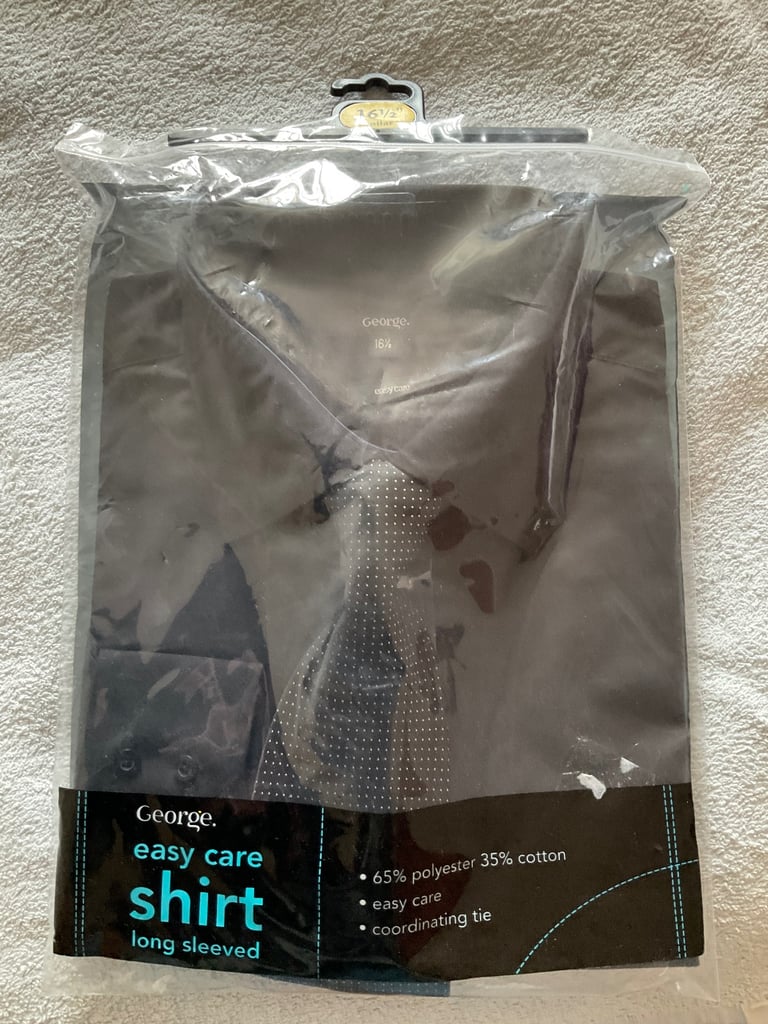 16½"
collar
George.
16½
easy care
George.
easy care
shirt
long sleeved
• 65% polyester 35% cotton
• easy care
• coordinating tie